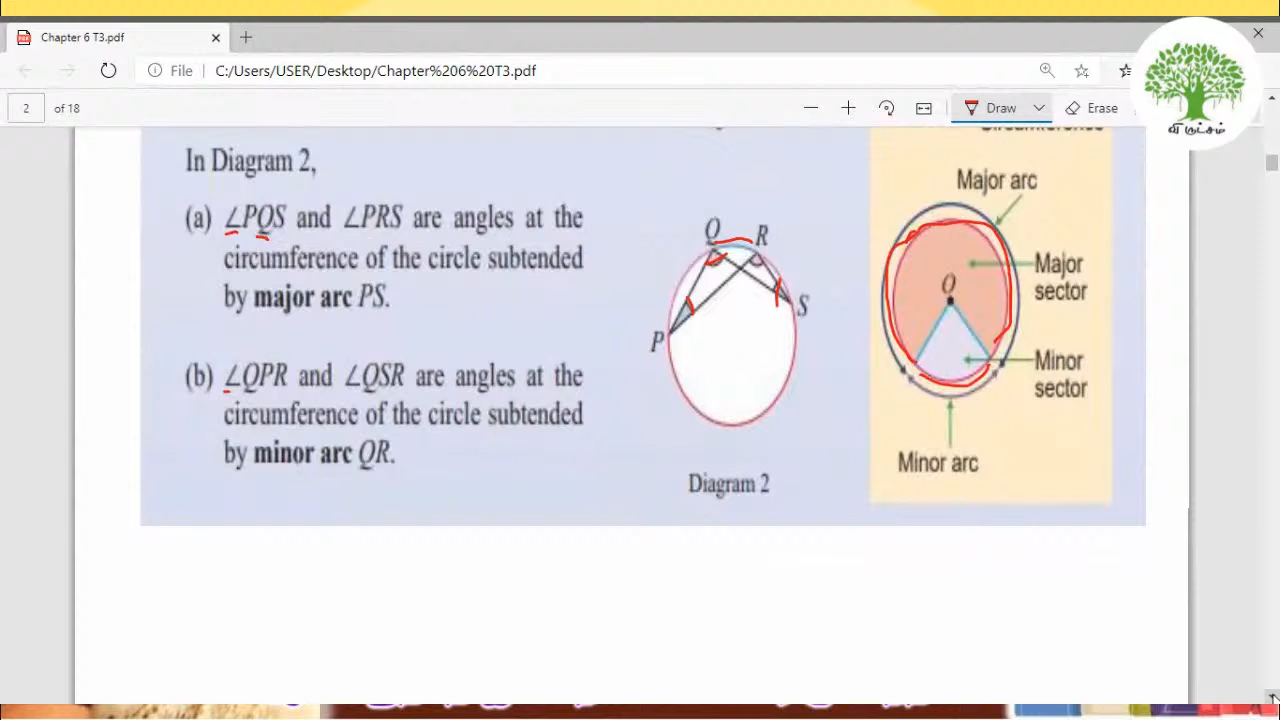 Chapter 6 T3.pdf
File C:/Users/USER/Desktop/Chapter%206%20T3.pdf
2 of 18
Draw
Erase
விருட்சம்
Circumference
In Diagram 2,
(a) ∠PQS and ∠PRS are angles at the
circumference of the circle subtended
by major arc PS.
(b) ∠QPR and ∠QSR are angles at the
circumference of the circle subtended
by minor arc QR.
Q
R
S
P
Diagram 2
Major arc
Major
sector
O
Minor
sector
Minor arc